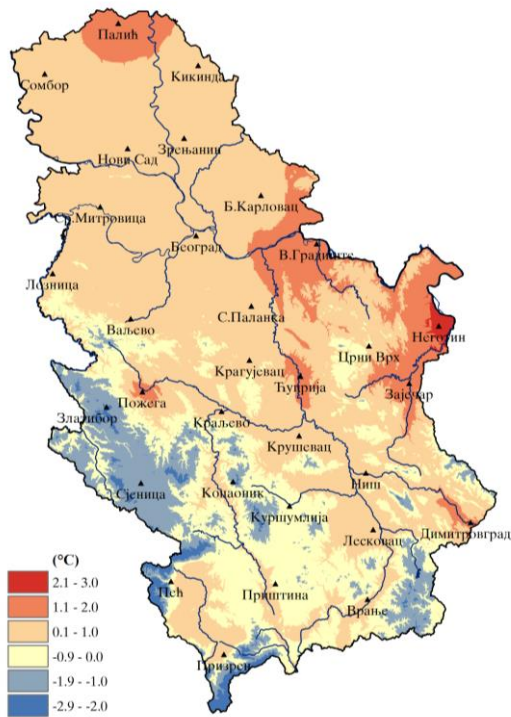 Палић
Кикинда
Сомбор
Зрењанин
Нови Сад
Б.Карловац
Ср.Митровица
Београд
В.Градиште
Лозница
С.Паланка
Ваљево
Неготин
Црни Врх
Крагујевац
Ћуприја
Зајечар
Пожега
Златибор
Краљево
Крушевац
Ниш
Сјеница
Копаоник
Куршумлија
Димитровград
Лесковац
(°C)
2.1 - 3.0
1.1 - 2.0
0.1 - 1.0
-0.9 - 0.0
-1.9 - -1.0
-2.9 - -2.0
Пећ
Приштина
Врање
Призрен